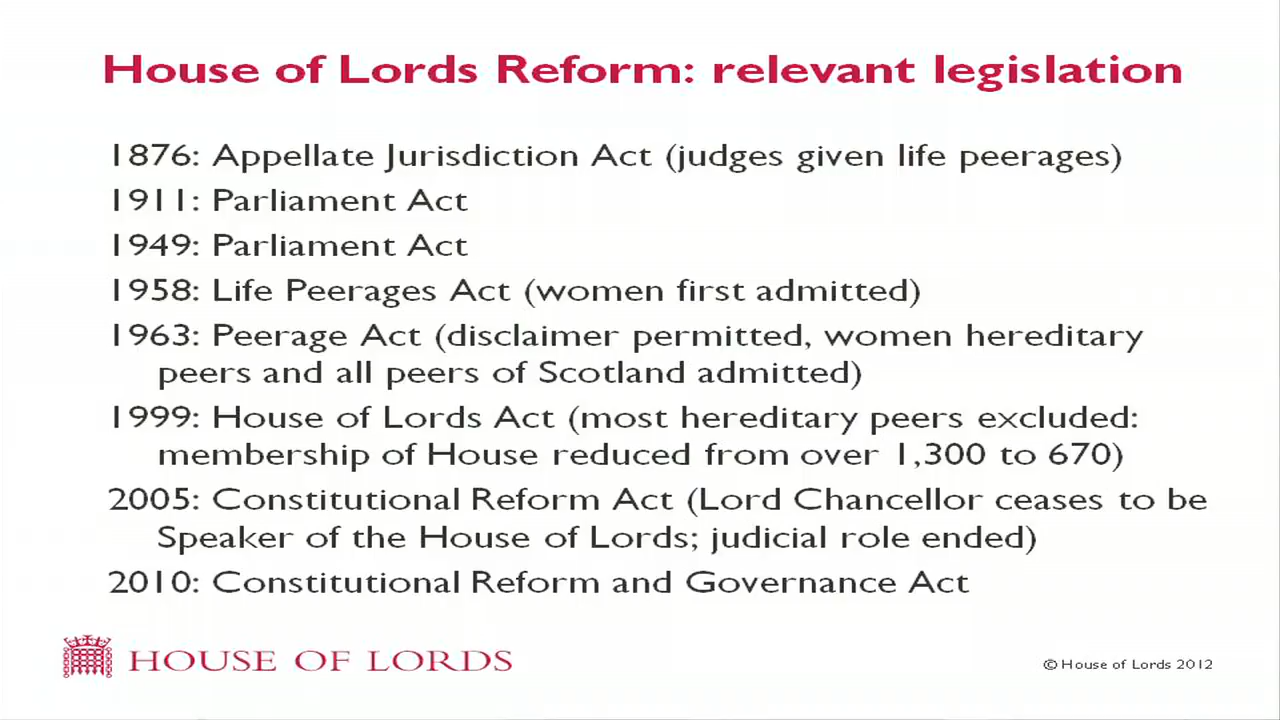 House of Lords Reform: relevant legislation
1876: Appellate Jurisdiction Act (judges given life peerages)
1911: Parliament Act
1949: Parliament Act
1958: Life Peerages Act (women first admitted)
1963: Peerage Act (disclaimer permitted, women hereditary
peers and all peers of Scotland admitted)
1999: House of Lords Act (most hereditary peers excluded:
membership of House reduced from over 1,300 to 670)
2005: Constitutional Reform Act (Lord Chancellor ceases to be
Speaker of the House of Lords; judicial role ended)
2010: Constitutional Reform and Governance Act
HOUSE OF LORDS
© House of Lords 2012